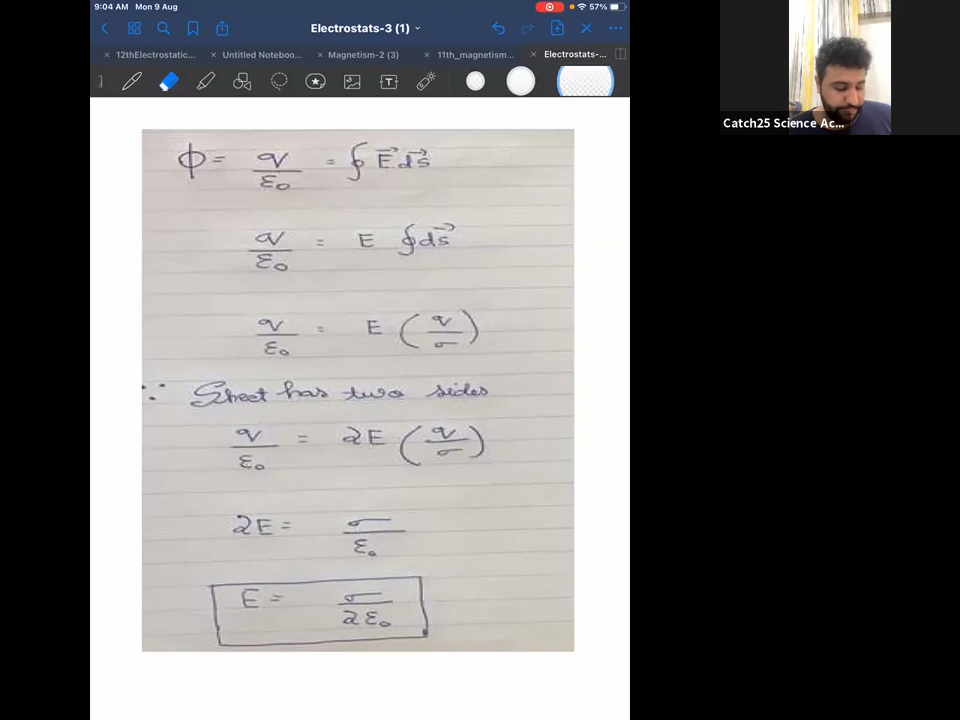 9:04 AM Mon 9 Aug
57%
Electrostats-3 (1)
12thElectrostatic...
Untitled Noteboo...
Magnetism-2 (3)
11th_magnetism...
Electrostats-...
Catch25 Science Ac...
ϕ = q/ε₀ = ∮ E⃗ ds⃗
q/ε₀ = E ∮ ds⃗
q/ε₀ = E (q/σ)
∵ Sheet has two sides
q/ε₀ = 2E (q/σ)
2E = σ/ε₀
E = σ/2ε₀